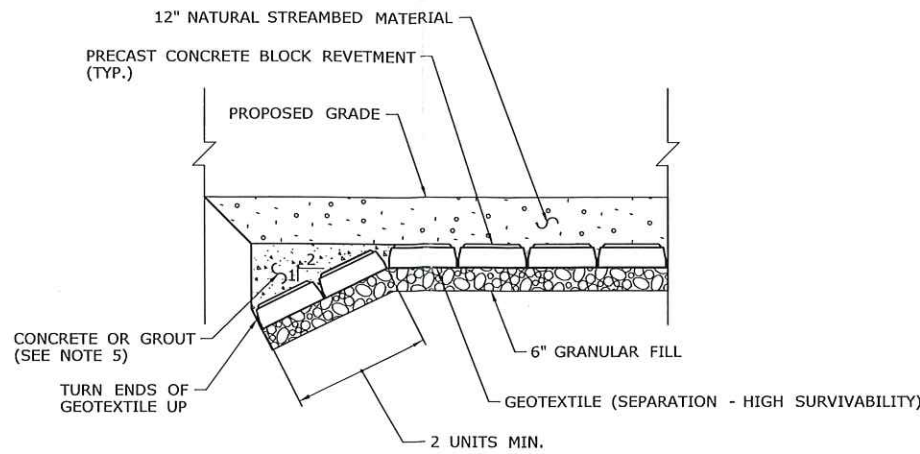 12" NATURAL STREAMBED MATERIAL
PRECAST CONCRETE BLOCK REVETMENT
(TYP.)
PROPOSED GRADE
2
1
CONCRETE OR GROUT
(SEE NOTE 5)
6" GRANULAR FILL
TURN ENDS OF
GEOTEXTILE UP
GEOTEXTILE (SEPARATION - HIGH SURVIVABILITY)
2 UNITS MIN.